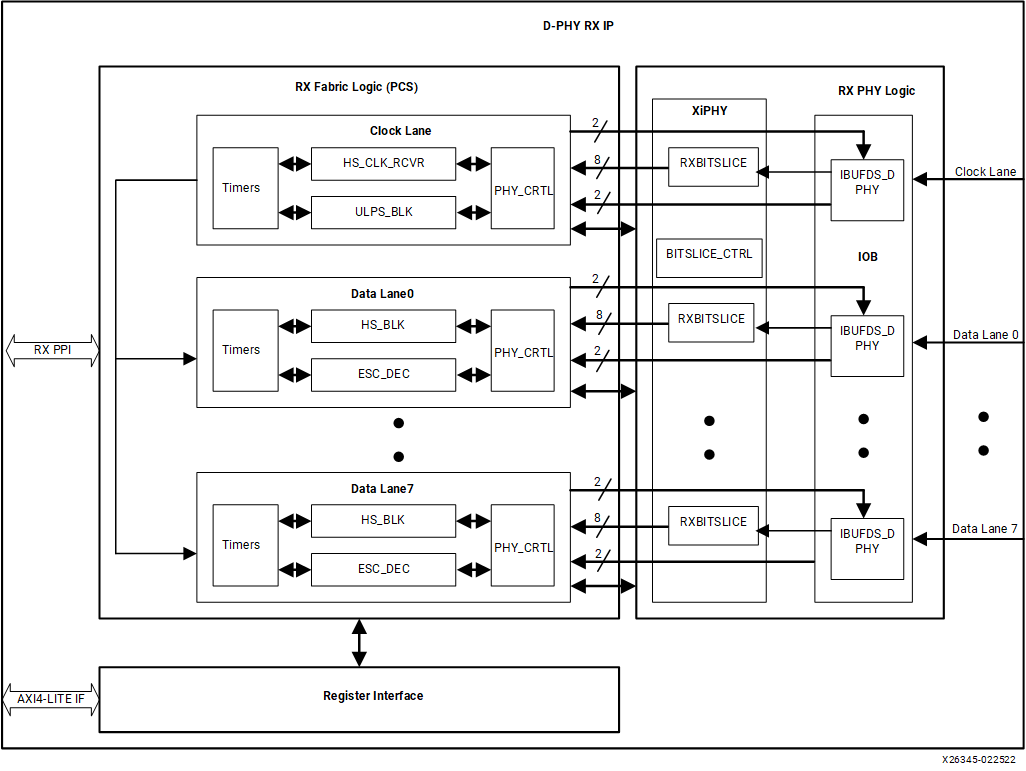 D-PHY RX IP
RX Fabric Logic (PCS)
RX PHY Logic
XiPHY
Clock Lane
2
Timers
HS_CLK_RCVR
ULPS_BLK
PHY_CRTL
8
2
RXBITSLICE
IBUFDS_D
PHY
Clock Lane
BITSLICE_CTRL
IOB
Data Lane0
2
Timers
HS_BLK
ESC_DEC
PHY_CRTL
8
2
RXBITSLICE
IBUFDS_D
PHY
Data Lane 0
RX PPI
Data Lane7
2
Timers
HS_BLK
ESC_DEC
PHY_CRTL
8
2
RXBITSLICE
IBUFDS_D
PHY
Data Lane 7
AXI4-LITE IF
Register Interface
X26345-022522